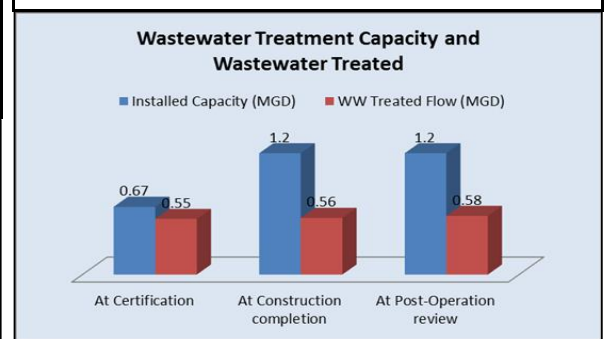 Wastewater Treatment Capacity and
Wastewater Treated
Installed Capacity (MGD) WW Treated Flow (MGD)
1.2 1.2
0.67 0.55 0.56 0.58
At Certification At Construction At Post-Operation
completion review